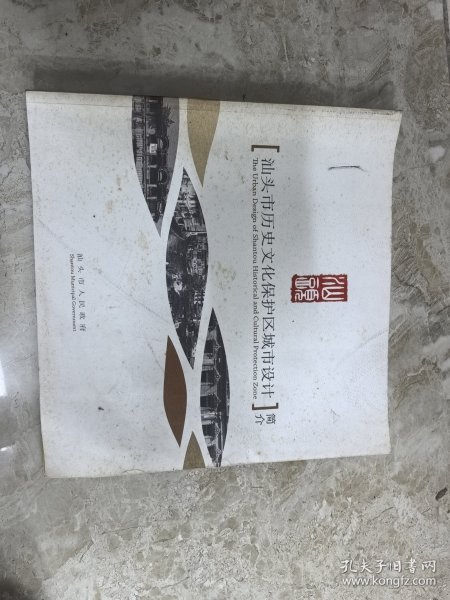 汕頭
[汕头市历史文化保护区城市设计]简介
The Urban Design of Shantou Historical and Cultural Protection Zone
汕头市人民政府
Shantou Municipal Government
孔夫子旧书网
www.kongfz.com